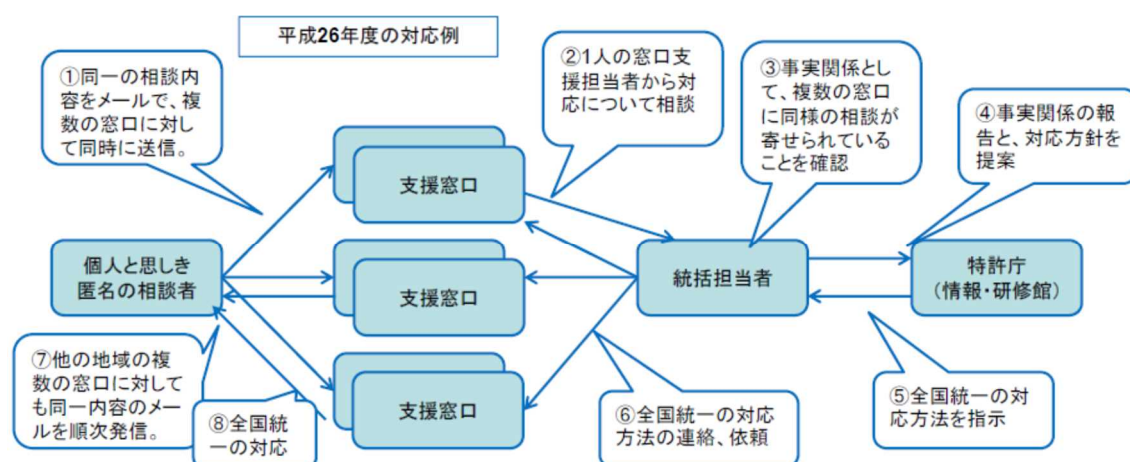 平成26年度の対応例
①同一の相談内
容をメールで、複
数の窓口に対し
て同時に送信。
②1人の窓口支
援担当者から対
応について相談
③事実関係とし
て、複数の窓口
に同様の相談が
寄せられている
ことを確認
④事実関係の報
告と、対応方針を
提案
支援窓口
個人と思しき
匿名の相談者
支援窓口
統括担当者
特許庁
(情報・研修館)
支援窓口
⑦他の地域の複
数の窓口に対して
も同一内容のメー
ルを順次発信。
⑧全国統
一の対応
⑥全国統一の対応
方法の連絡、依頼
⑤全国統一の対
応方法を指示